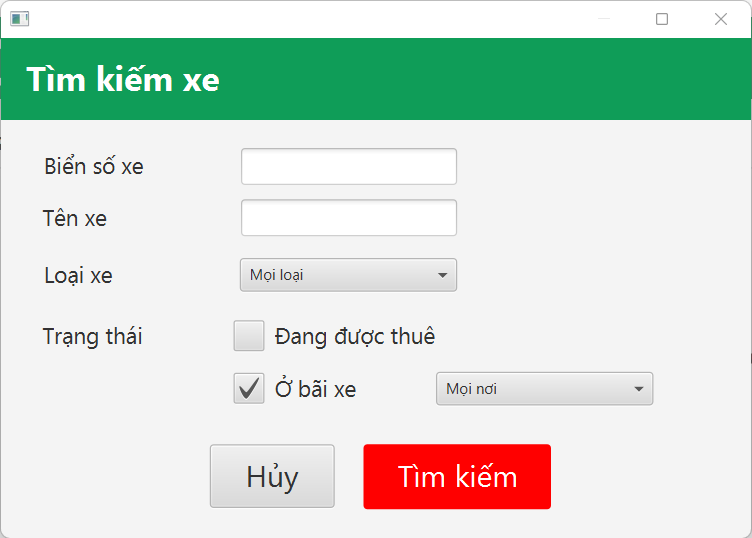 Tìm kiếm xe
Biển số xe
Tên xe
Loại xe
Mọi loại
Trạng thái
Đang được thuê
Ở bãi xe
Mọi nơi
Hủy
Tìm kiếm